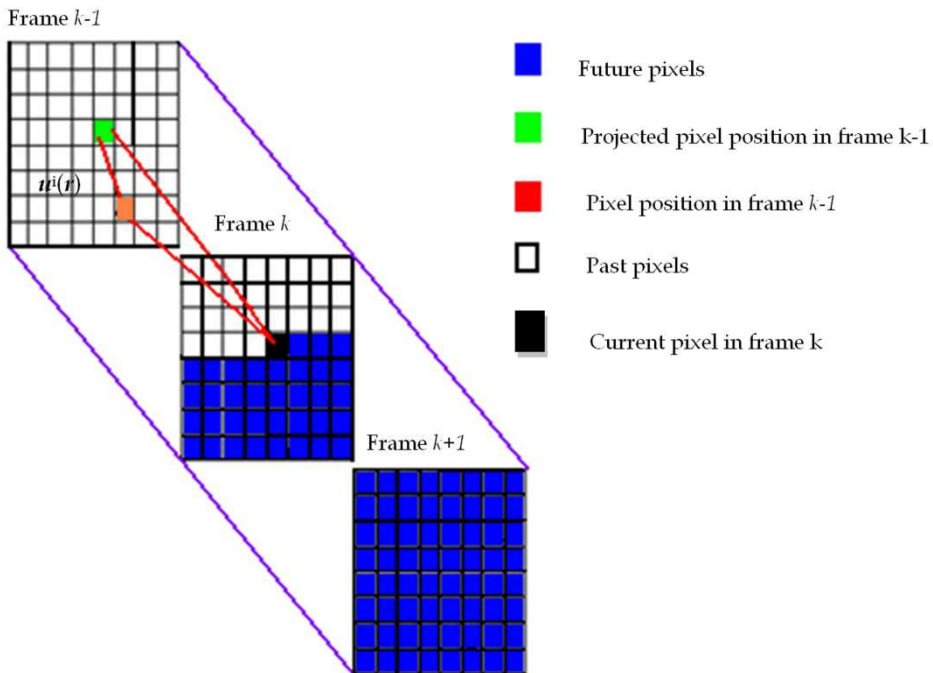 Frame k-1
Future pixels
Projected pixel position in frame k-1
uⁱ(r)
Pixel position in frame k-1
Frame k
Past pixels
Current pixel in frame k
Frame k+1